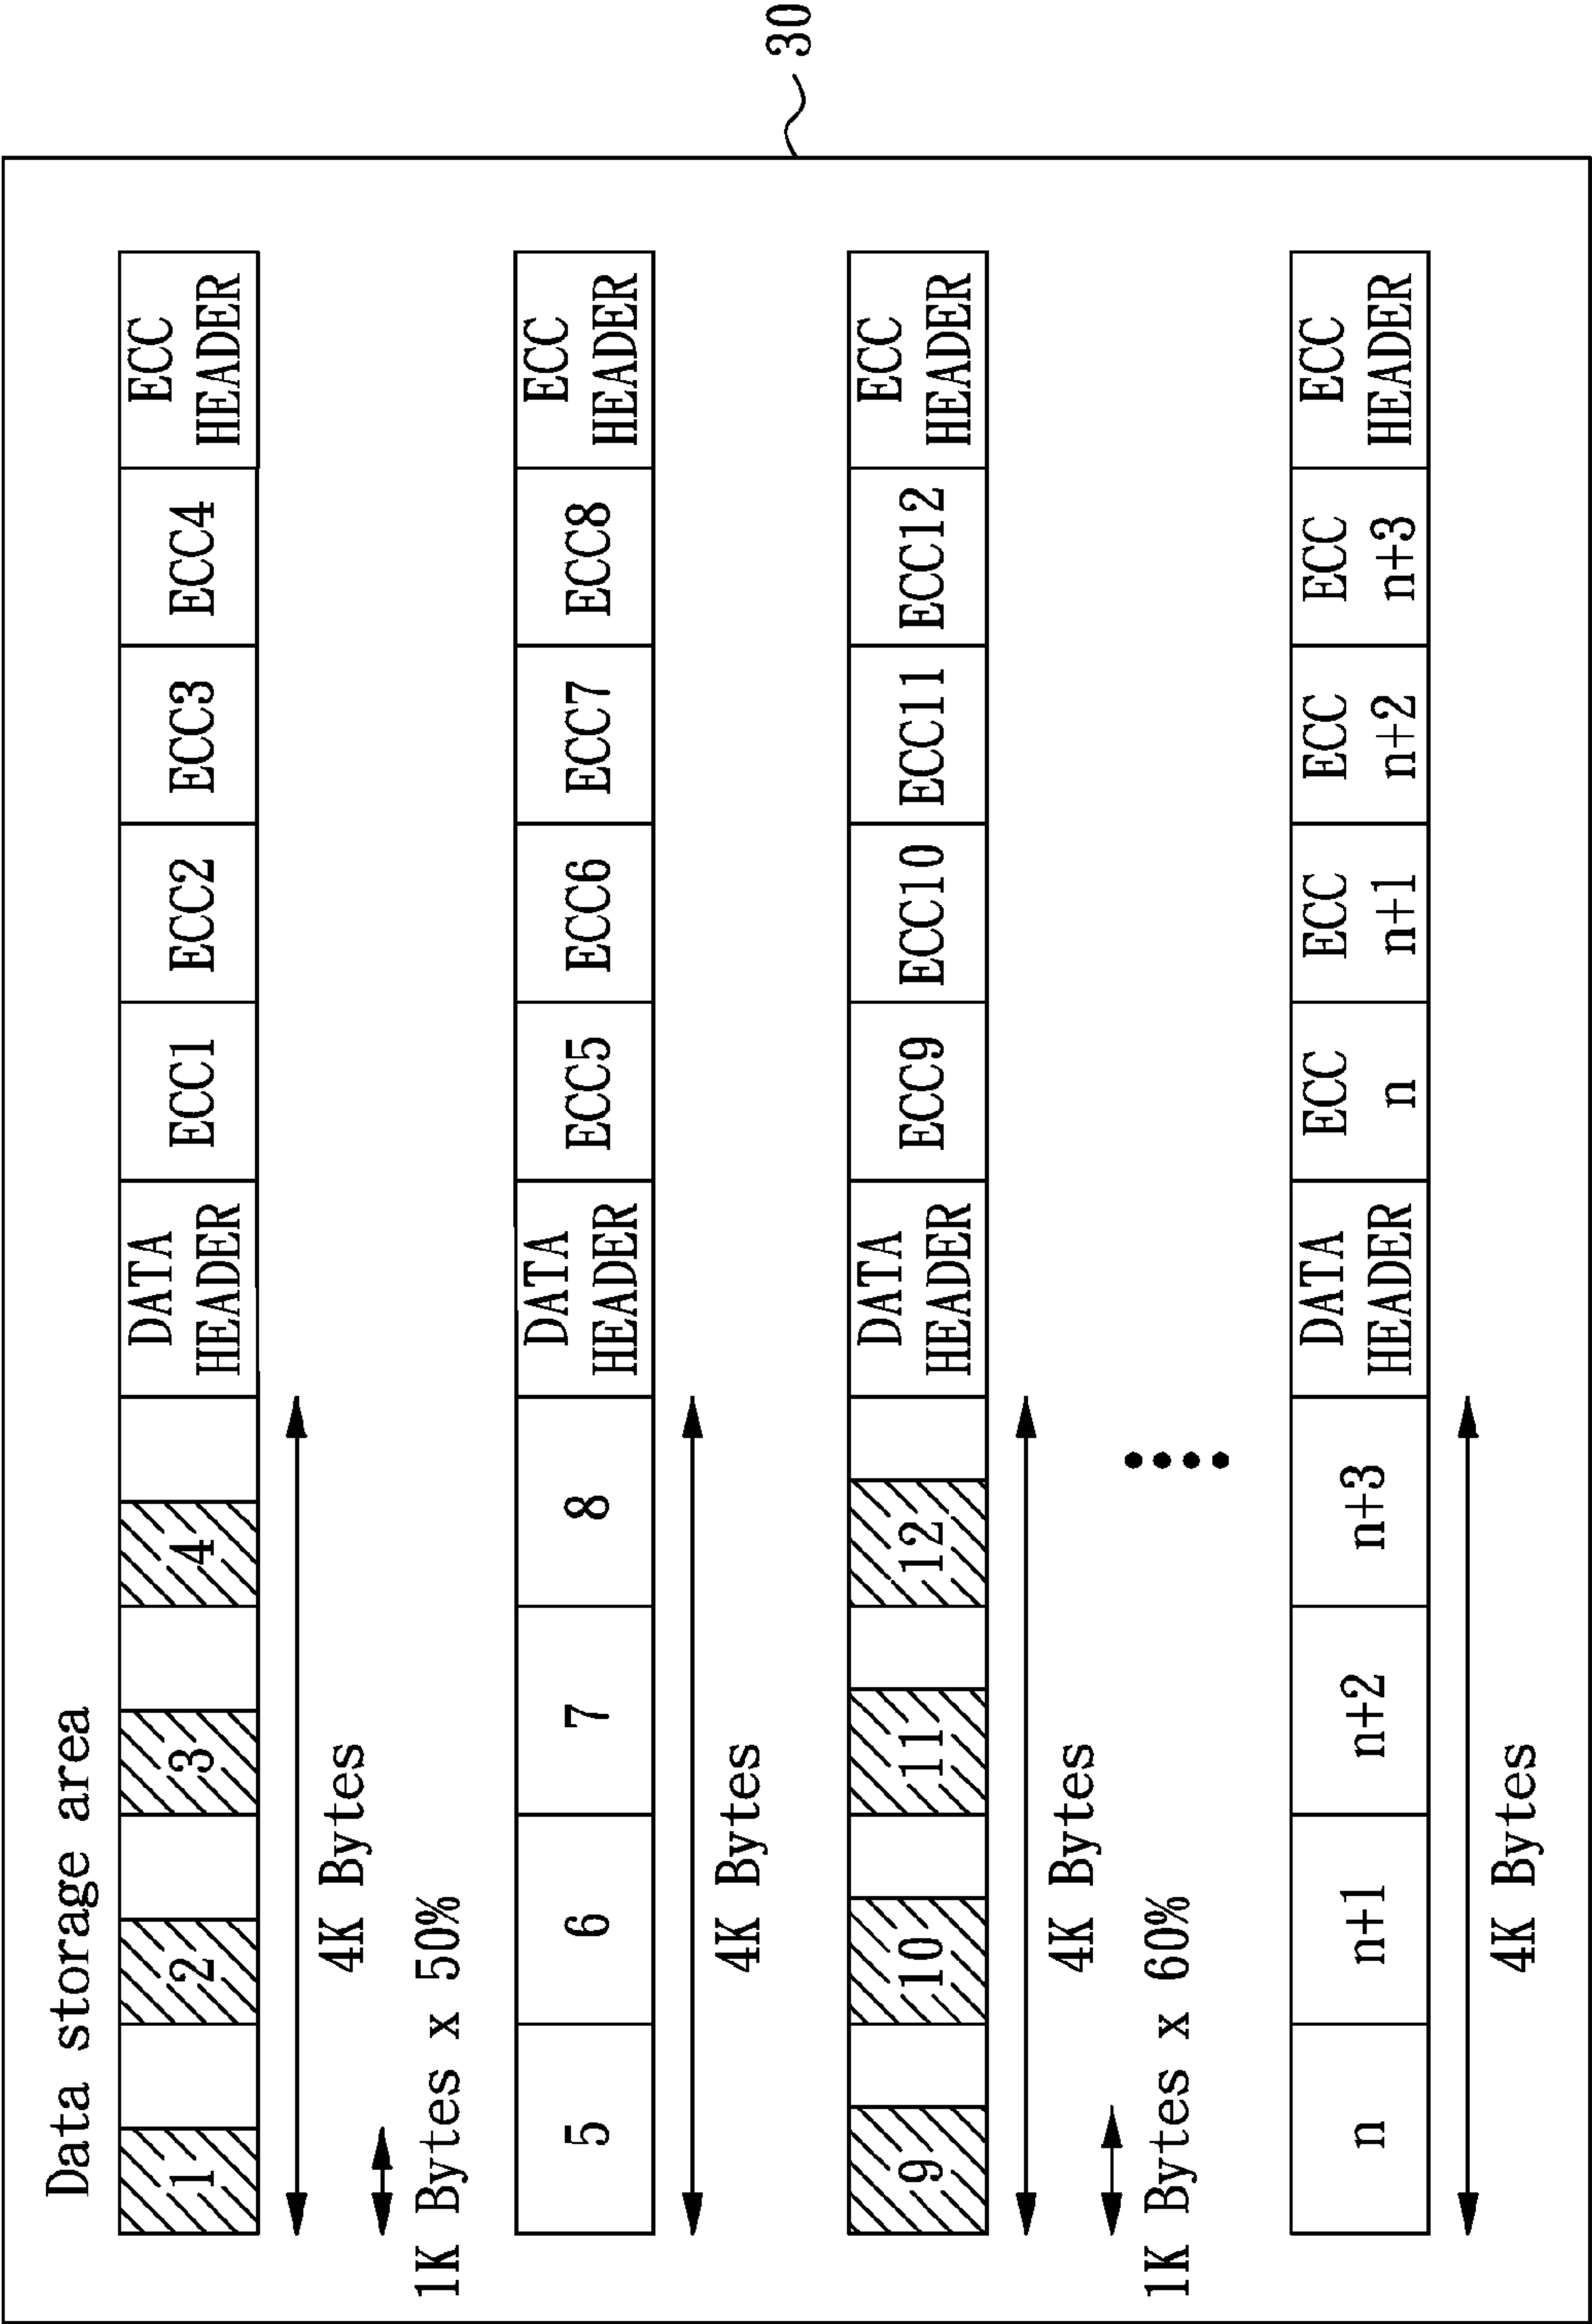 Data storage area
1
2
3
4
DATA
HEADER
ECC1
ECC2
ECC3
ECC4
ECC
HEADER
4K Bytes
1K Bytes x 50%
5
6
7
8
DATA
HEADER
ECC5
ECC6
ECC7
ECC8
ECC
HEADER
4K Bytes
30
9
10
11
12
DATA
HEADER
ECC9
ECC10
ECC11
ECC12
ECC
HEADER
4K Bytes
1K Bytes x 60%
n
n+1
n+2
n+3
DATA
HEADER
ECC
n
ECC
n+1
ECC
n+2
ECC
n+3
ECC
HEADER
4K Bytes